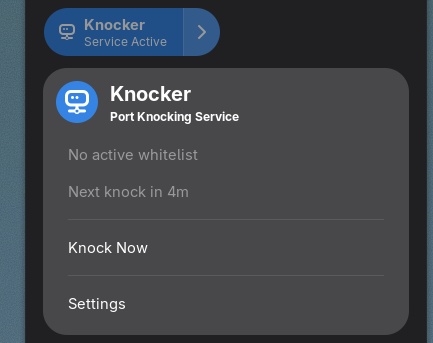 Knocker
Service Active
Knocker
Port Knocking Service
No active whitelist
Next knock in 4m
Knock Now
Settings